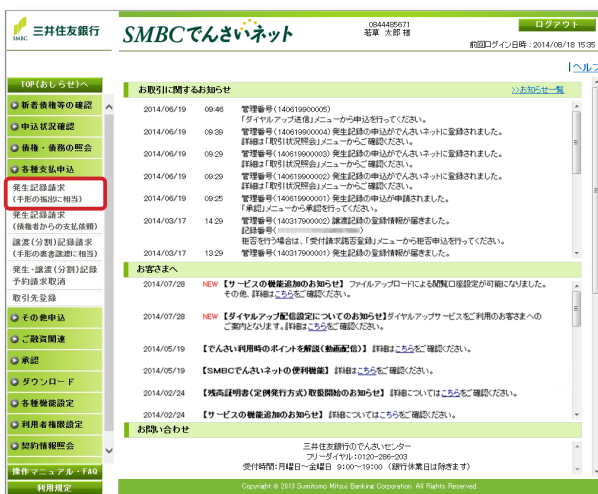 三井住友銀行
SMBC
SMBCでんさいネット
0844485671
若草 太郎 様
ログアウト
前回ログイン日時：2014/08/18 15:35
ヘルプ
TOP(おしらせ)へ
新着債権等の確認
申込状況確認
債権・債務の照会
各種支払申込
発生記録請求
(手形の振出に相当)
発生記録請求
(債権者からの支払依頼)
譲渡(分割)記録請求
(手形の裏書譲渡に相当)
発生・譲渡(分割)記録
予約請求取消
取引先登録
その他申込
ご融資関連
承認
ダウンロード
各種機能設定
利用者権限設定
契約情報照会
操作マニュアル・FAQ
利用規定
お取引に関するお知らせ
>>お知らせ一覧
2014/06/19 09:46 管理番号(140619900005)
「ダイヤルアップ送信」メニューから申込を行ってください。
2014/06/19 09:39 管理番号(140619900004) 発生記録の申込がでんさいネットに登録されました。
詳細は「取引状況照会」メニューからご確認ください。
2014/06/19 09:29 管理番号(140619900003) 発生記録の申込がでんさいネットに登録されました。
詳細は「取引状況照会」メニューからご確認ください。
2014/06/19 09:29 管理番号(140619900002) 発生記録の申込がでんさいネットに登録されました。
詳細は「取引状況照会」メニューからご確認ください。
2014/06/19 09:25 管理番号(140619900001) 発生記録の申込が申請されました。
「承認」メニューから承認を行ってください。
2014/03/17 14:29 管理番号(140317900002) 譲渡記録の登録情報が届きました。
記録番号( )
拒否を行う場合は、「受付請求諾否登録」メニューから拒否申込を行ってください。
2014/03/17 13:29 管理番号(140317900001) 発生記録の登録情報が届きました。
お客さまへ
2014/07/28 NEW 【サービスの機能追加のお知らせ】 ファイルアップロードによる閲覧口座設定が可能になりました。
その他、詳細はこちらをご確認ください。
2014/07/28 NEW 【ダイヤルアップ配信設定についてのお知らせ】ダイヤルアップサービスをご利用のお客さまへの
ご案内となります。詳細はこちらをご確認ください。
2014/05/19 【でんさい利用時のポイントを解説(動画配信)】 詳細はこちらをご確認ください。
2014/05/19 【SMBCでんさいネットの便利機能】 詳細はこちらをご確認ください。
2014/02/24 【残高証明書(定例発行方式)取扱開始のお知らせ】 詳細についてはこちらをご確認ください。
2014/02/24 【サービスの機能追加のお知らせ】 詳細についてはこちらをご確認ください。
お問い合わせ
三井住友銀行のでんさいセンター
フリーダイヤル:0120-286-203
受付時間:月曜日～金曜日 9:00～19:00 (銀行休業日は除きます)
Copyright © 2013 Sumitomo Mitsui Banking Corporation. All Rights Reserved.